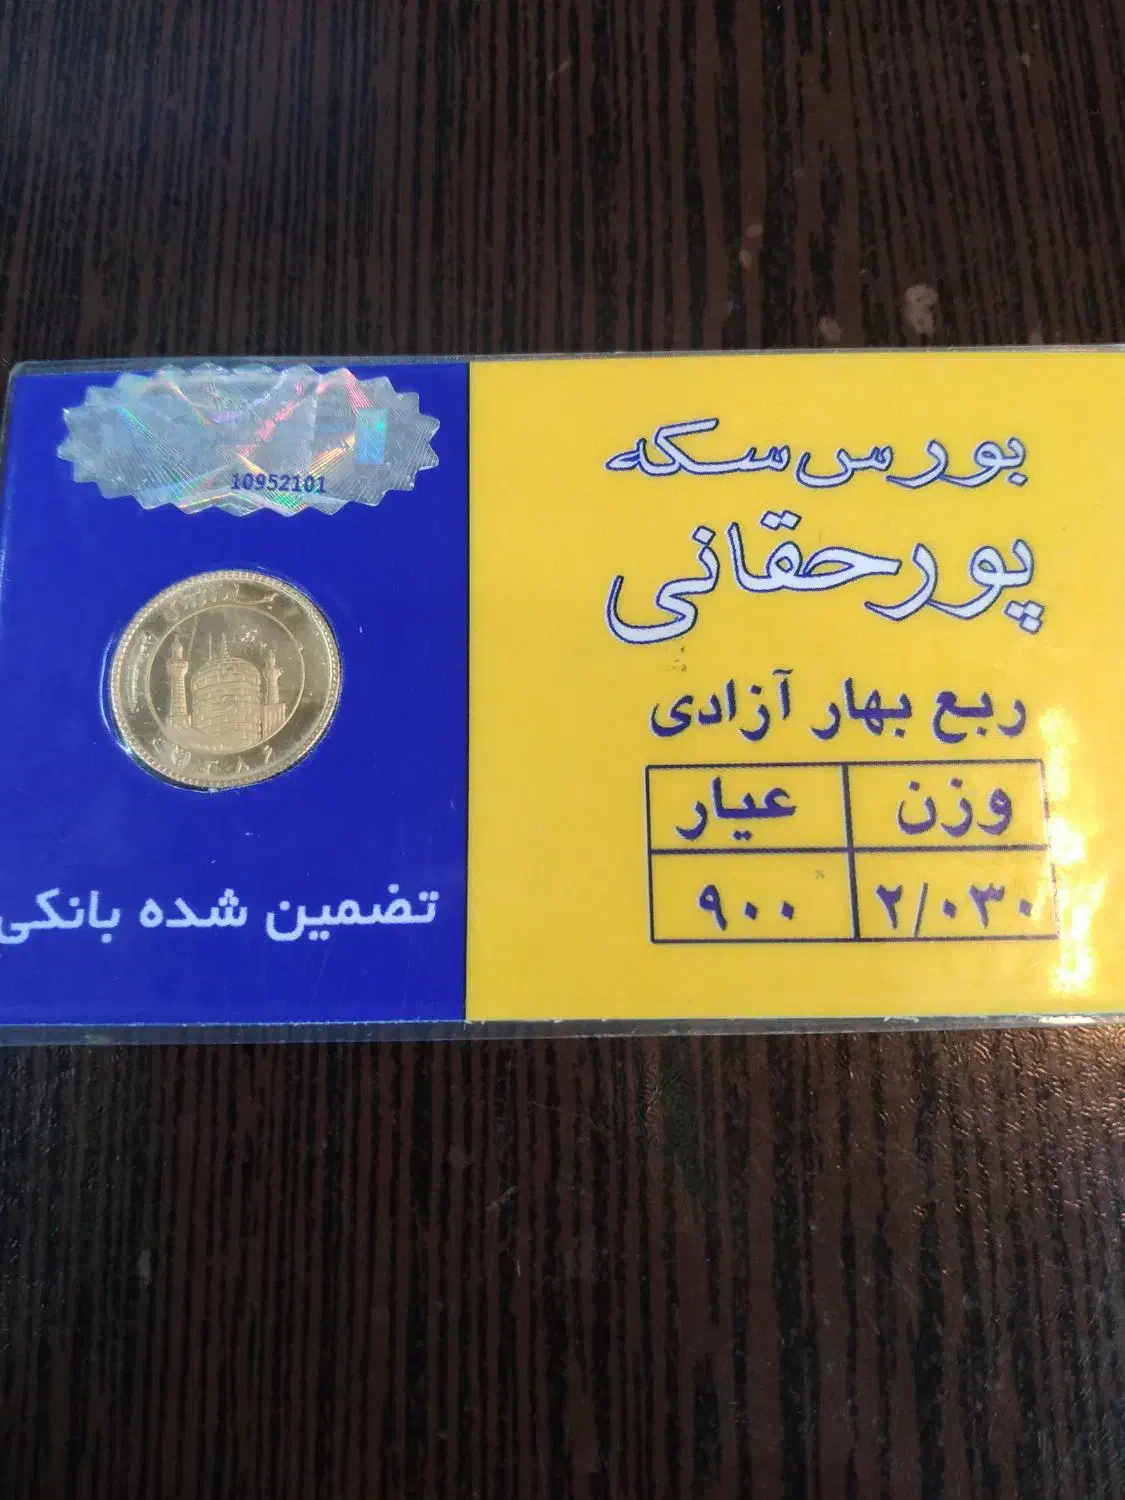 بورس سکه
پورحقانی
ربع بهار آزادی
وزن عیار
۲/۰۳۰ ۹۰۰
10952101
تضمین شده بانکی